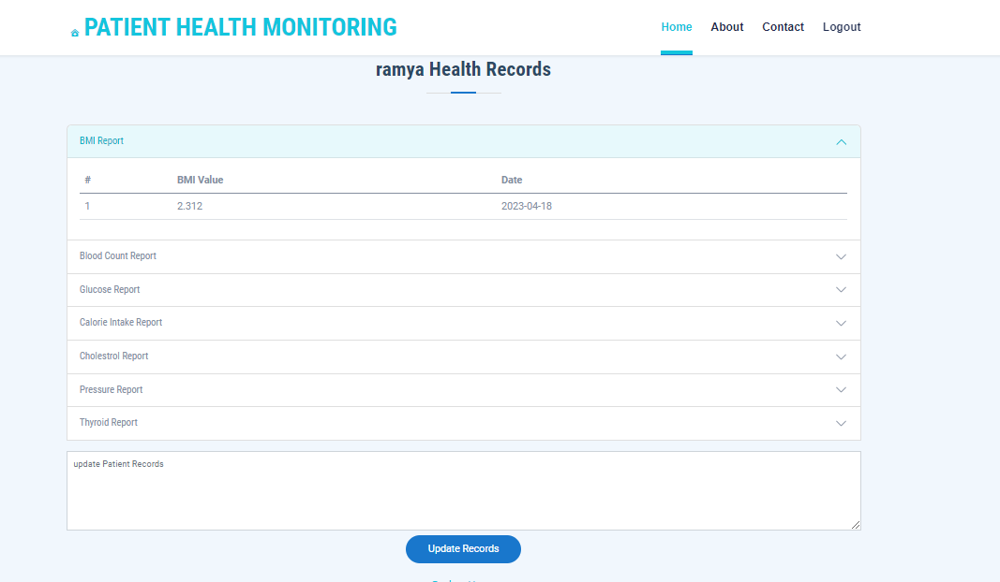 PATIENT HEALTH MONITORING
Home About Contact Logout
ramya Health Records
BMI Report
# BMI Value Date
1 2.312 2023-04-18
Blood Count Report
Glucose Report
Calorie Intake Report
Cholestrol Report
Pressure Report
Thyroid Report
update Patient Records
Update Records